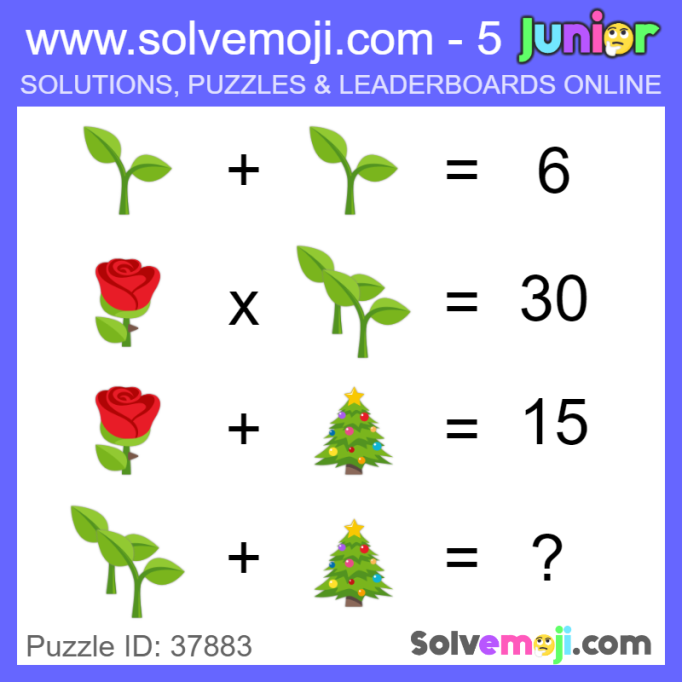 www.solvemoji.com - 5 Junior
SOLUTIONS, PUZZLES & LEADERBOARDS ONLINE
+ = 6
x = 30
+ = 15
+ = ?
Puzzle ID: 37883
Solvemoji.com